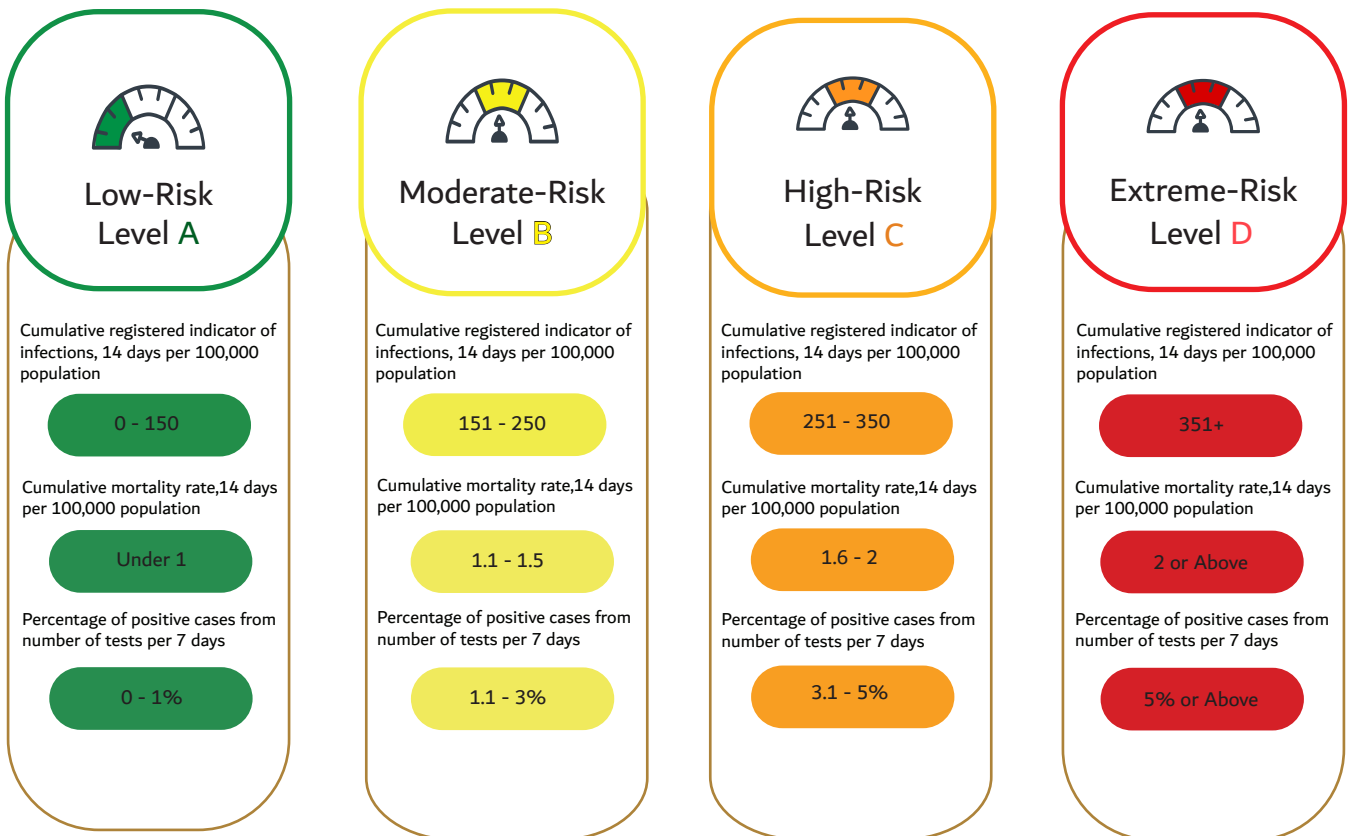 Low-Risk
Level A
Cumulative registered indicator of
infections, 14 days per 100,000
population
0 - 150
Cumulative mortality rate,14 days
per 100,000 population
Under 1
Percentage of positive cases from
number of tests per 7 days
0 - 1%
Moderate-Risk
Level B
Cumulative registered indicator of
infections, 14 days per 100,000
population
151 - 250
Cumulative mortality rate,14 days
per 100,000 population
1.1 - 1.5
Percentage of positive cases from
number of tests per 7 days
1.1 - 3%
High-Risk
Level C
Cumulative registered indicator of
infections, 14 days per 100,000
population
251 - 350
Cumulative mortality rate,14 days
per 100,000 population
1.6 - 2
Percentage of positive cases from
number of tests per 7 days
3.1 - 5%
Extreme-Risk
Level D
Cumulative registered indicator of
infections, 14 days per 100,000
population
351+
Cumulative mortality rate,14 days
per 100,000 population
2 or Above
Percentage of positive cases from
number of tests per 7 days
5% or Above